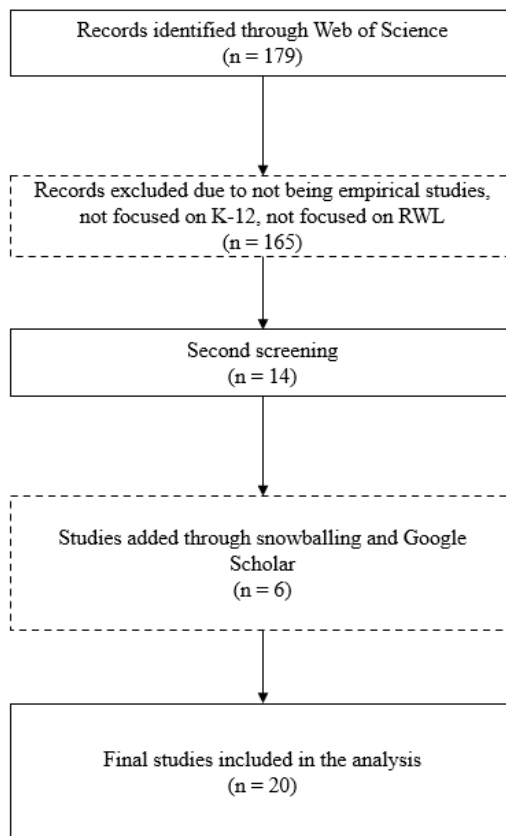 Records identified through Web of Science
(n = 179)
Records excluded due to not being empirical studies,
not focused on K-12, not focused on RWL
(n = 165)
Second screening
(n = 14)
Studies added through snowballing and Google
Scholar
(n = 6)
Final studies included in the analysis
(n = 20)